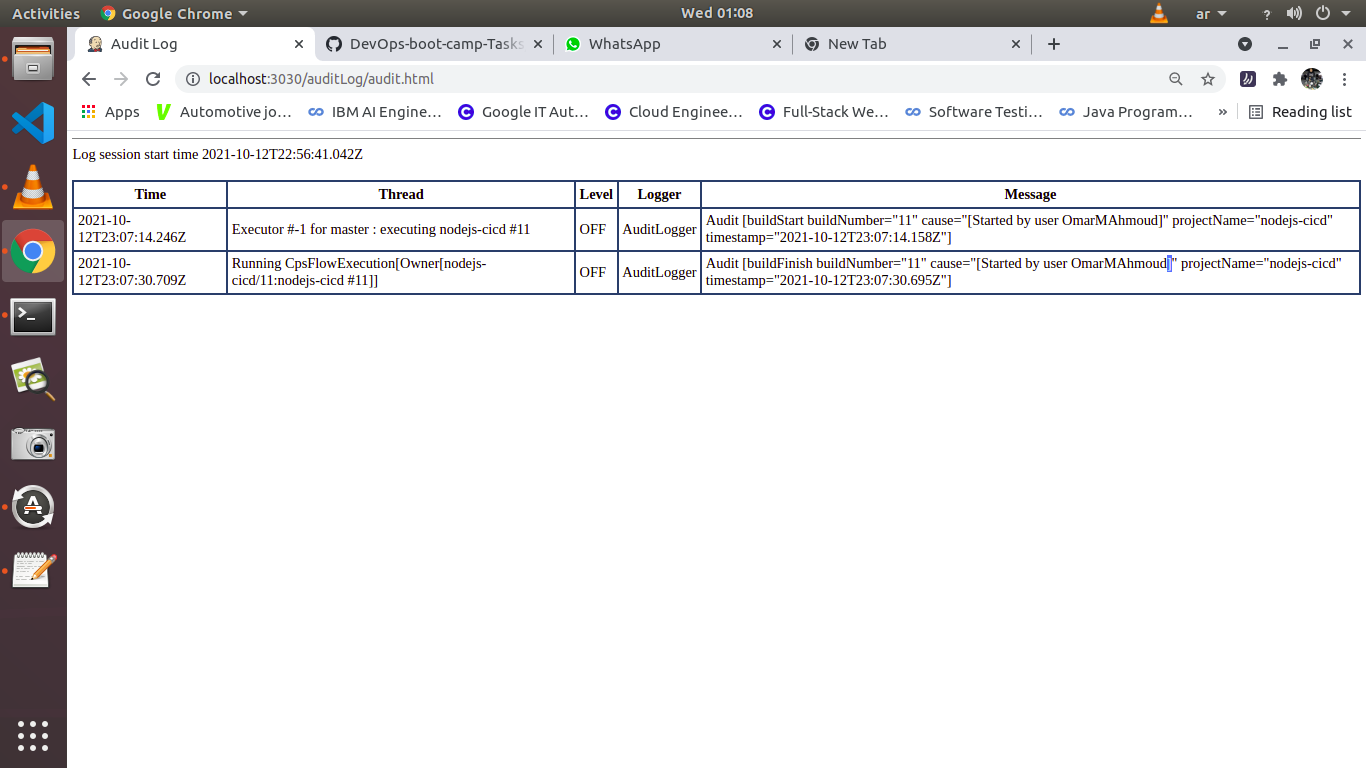 Activities Google Chrome Wed 01:08 ar ?
Audit Log DevOps-boot-camp-Tasks WhatsApp New Tab
localhost:3030/auditLog/audit.html
Apps Automotive jo… IBM AI Engine… Google IT Aut… Cloud Enginee… Full-Stack We… Software Testi… Java Program… » Reading list
Log session start time 2021-10-12T22:56:41.042Z
Time Thread Level Logger Message
2021-10-
12T23:07:14.246Z
Executor #-1 for master : executing nodejs-cicd #11
OFF
AuditLogger
Audit [buildStart buildNumber="11" cause="[Started by user OmarMAhmoud]" projectName="nodejs-cicd"
timestamp="2021-10-12T23:07:14.158Z"]
2021-10-
12T23:07:30.709Z
Running CpsFlowExecution[Owner[nodejs-
cicd/11:nodejs-cicd #11]]
OFF
AuditLogger
Audit [buildFinish buildNumber="11" cause="[Started by user OmarMAhmoud]" projectName="nodejs-cicd"
timestamp="2021-10-12T23:07:30.695Z"]